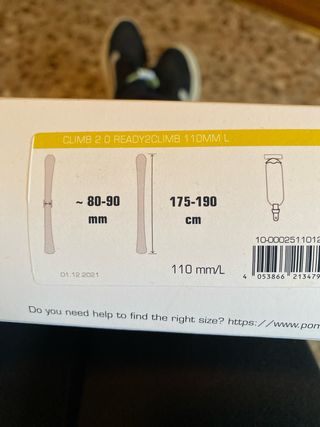 CLIMB 2.0 READY2CLIMB 110MM L
~ 80-90
mm
175-190
cm
10-0002511012
01.12.2021
110 mm/L
4 053866 213479
Do you need help to find the right size? https://www.pom